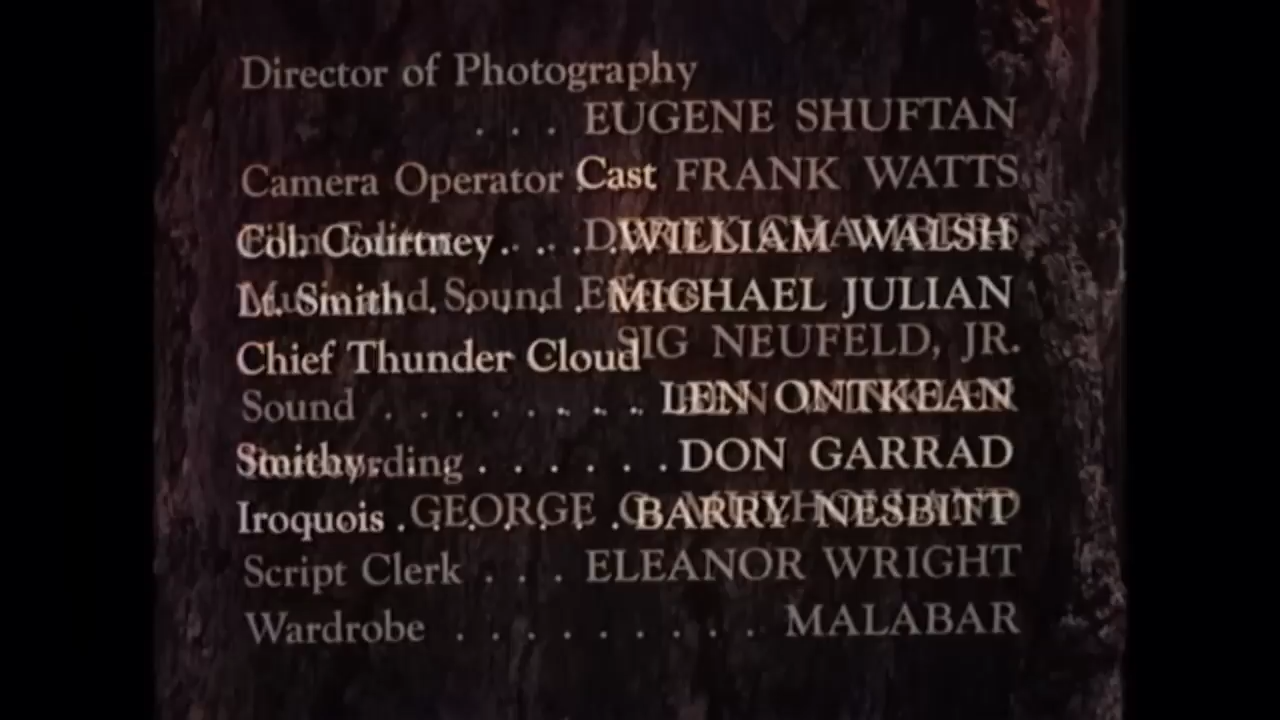 Director of Photography
. . . EUGENE SHUFTAN
Camera Operator FRANK WATTS
Cast
Col. Courtney . . . . WILLIAM WALSH
Lt. Smith . . . . . MICHAEL JULIAN
Sound
SIG NEUFELD, JR.
Chief Thunder Cloud
. . . . LEN ONTKEAN
Sound . . . . . . . .
Smithy . . . . . . . DON GARRAD
Iroquois . . . . . . BARRY NESBITT
GEORGE
Script Clerk . . . ELEANOR WRIGHT
Wardrobe . . . . . . . . . MALABAR